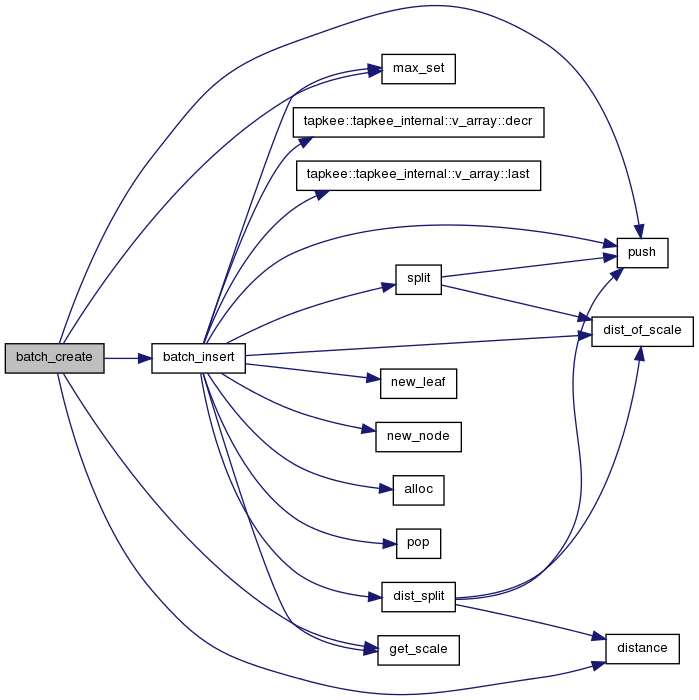 max_set
tapkee::tapkee_internal::v_array::decr
tapkee::tapkee_internal::v_array::last
push
split
dist_of_scale
batch_create
batch_insert
new_leaf
new_node
alloc
pop
dist_split
get_scale
distance